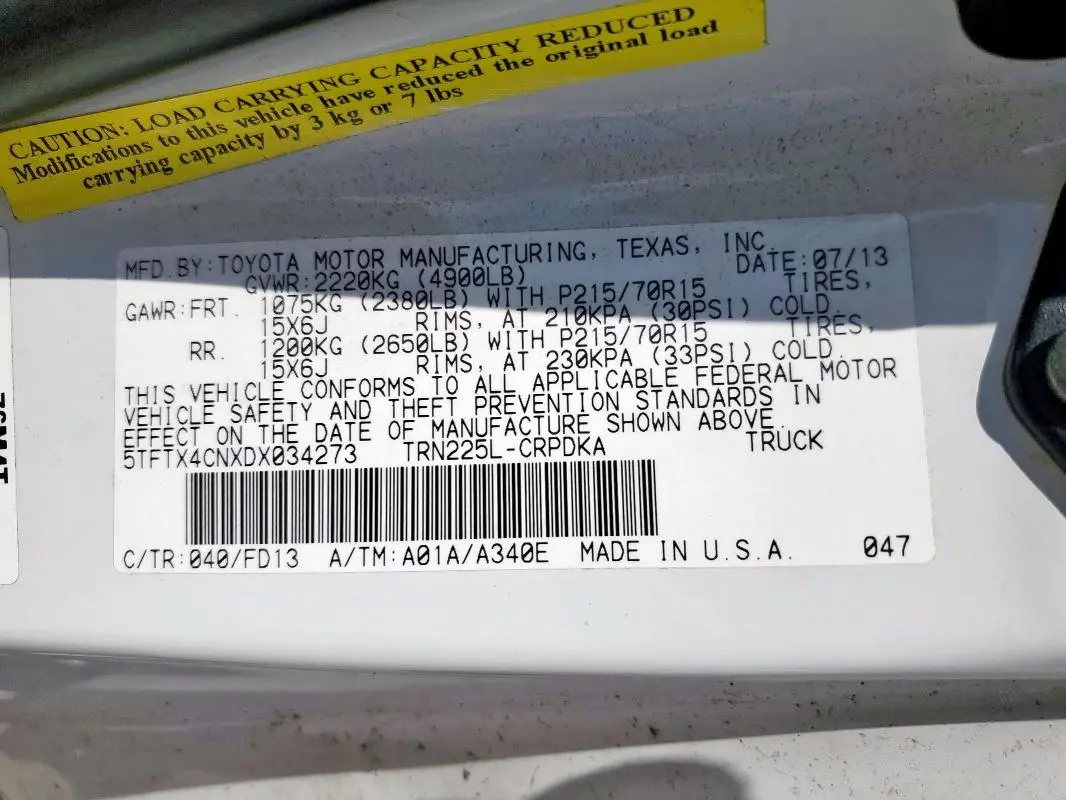 CAUTION: LOAD CARRYING CAPACITY REDUCED
Modifications to this vehicle have reduced the original load
carrying capacity by 3 kg or 7 lbs
MFD. BY: TOYOTA MOTOR MANUFACTURING, TEXAS, INC.
GVWR: 2220KG (4900LB) DATE: 07/13
GAWR: FRT. 1075KG (2380LB) WITH P215/70R15 TIRES,
15X6J RIMS, AT 210KPA (30PSI) COLD.
RR. 1200KG (2650LB) WITH P215/70R15 TIRES,
15X6J RIMS, AT 230KPA (33PSI) COLD.
THIS VEHICLE CONFORMS TO ALL APPLICABLE FEDERAL MOTOR
VEHICLE SAFETY AND THEFT PREVENTION STANDARDS IN
EFFECT ON THE DATE OF MANUFACTURE SHOWN ABOVE.
5TFTX4CNXDX034273 TRN225L-CRPDKA TRUCK
C/TR: 040/FD13 A/TM: A01A/A340E MADE IN U.S.A. 047